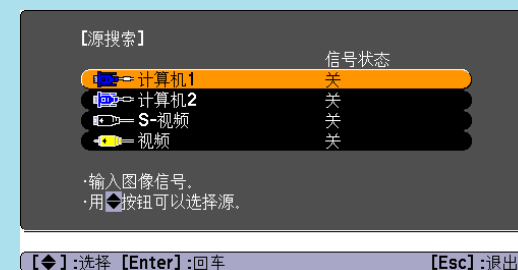 【源搜索】
信号状态
计算机1 关
计算机2 关
S-视频 关
视频 关
·输入图像信号。
·用◆按钮可以选择源。
[◆]:选择 [Enter]:回车 [Esc]:退出